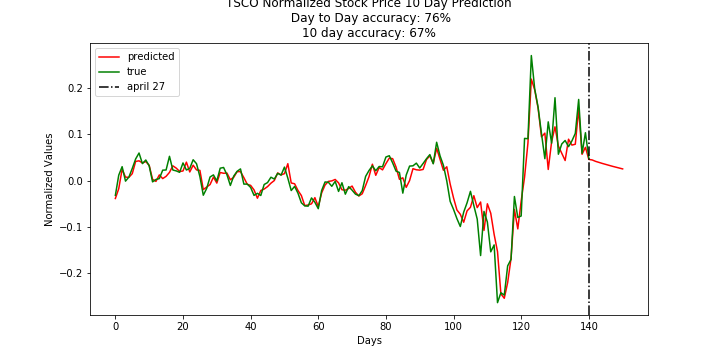 TSCO Normalized Stock Price 10 Day Prediction
Day to Day accuracy: 76%
10 day accuracy: 67%
predicted
true
april 27
Normalized Values
0.2
0.1
0.0
−0.1
−0.2
0 20 40 60 80 100 120 140
Days